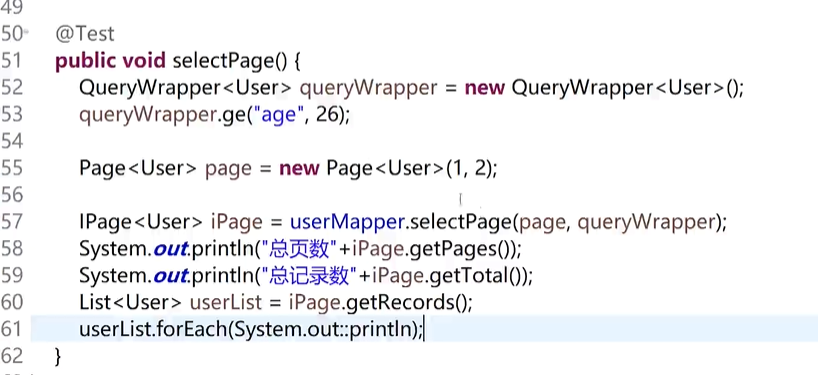 49
50 @Test
51 public void selectPage() {
52 QueryWrapper<User> queryWrapper = new QueryWrapper<User>();
53 queryWrapper.ge("age", 26);
54
55 Page<User> page = new Page<User>(1, 2);
56
57 IPage<User> iPage = userMapper.selectPage(page, queryWrapper);
58 System.out.println("总页数"+iPage.getPages());
59 System.out.println("总记录数"+iPage.getTotal());
60 List<User> userList = iPage.getRecords();
61 userList.forEach(System.out::println);
62 }